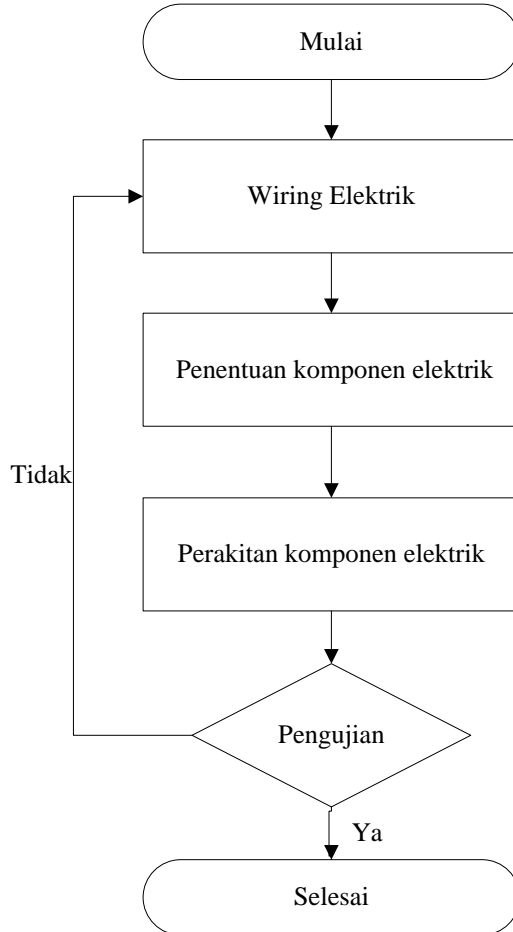 Mulai
Wiring Elektrik
Penentuan komponen elektrik
Tidak
Perakitan komponen elektrik
Pengujian
Ya
Selesai